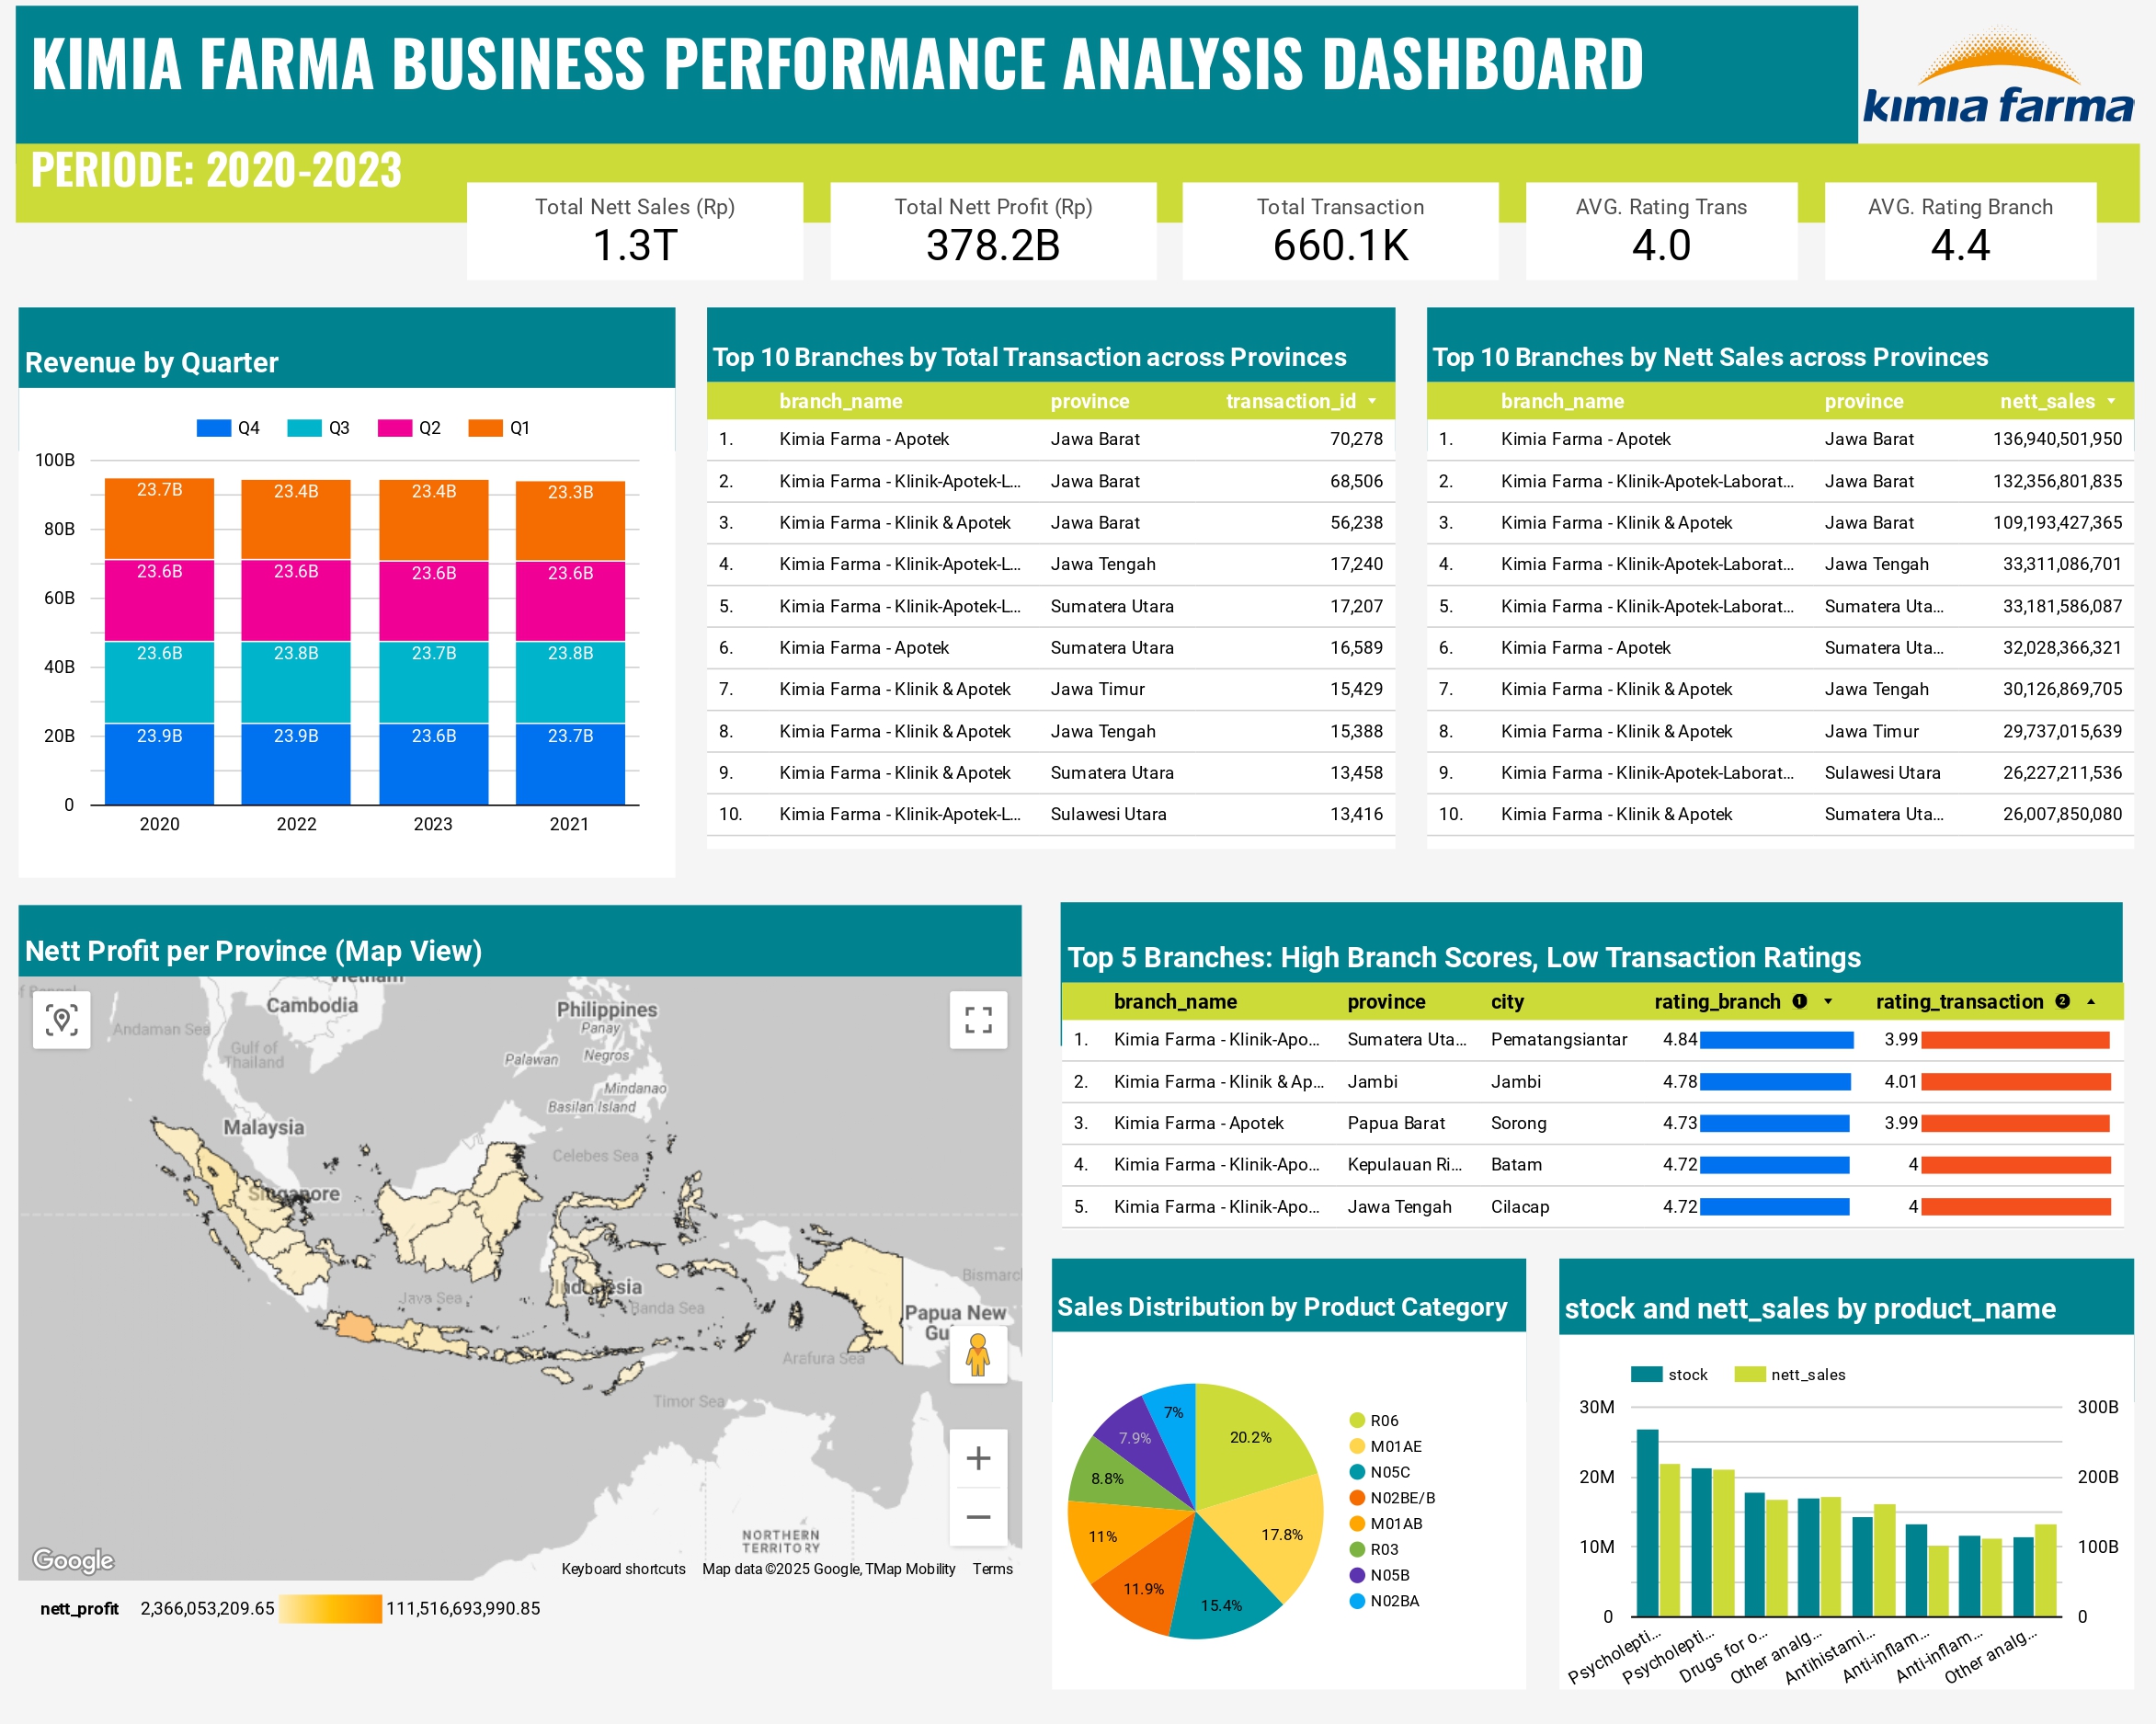 KIMIA FARMA BUSINESS PERFORMANCE ANALYSIS DASHBOARD
kimia farma
PERIODE: 2020-2023
Total Nett Sales (Rp)
1.3T
Total Nett Profit (Rp)
378.2B
Total Transaction
660.1K
AVG. Rating Trans
4.0
AVG. Rating Branch
4.4
Revenue by Quarter
Q4 Q3 Q2 Q1
100B
80B
60B
40B
20B
0
23.7B 23.4B 23.4B 23.3B
23.6B 23.6B 23.6B 23.6B
23.6B 23.8B 23.7B 23.8B
23.9B 23.9B 23.6B 23.7B
2020 2022 2023 2021
Top 10 Branches by Total Transaction across Provinces
branch_name province transaction_id
1. Kimia Farma - Apotek Jawa Barat 70,278
2. Kimia Farma - Klinik-Apotek-L... Jawa Barat 68,506
3. Kimia Farma - Klinik & Apotek Jawa Barat 56,238
4. Kimia Farma - Klinik-Apotek-L... Jawa Tengah 17,240
5. Kimia Farma - Klinik-Apotek-L... Sumatera Utara 17,207
6. Kimia Farma - Apotek Sumatera Utara 16,589
7. Kimia Farma - Klinik & Apotek Jawa Timur 15,429
8. Kimia Farma - Klinik & Apotek Jawa Tengah 15,388
9. Kimia Farma - Klinik & Apotek Sumatera Utara 13,458
10. Kimia Farma - Klinik-Apotek-L... Sulawesi Utara 13,416
Top 10 Branches by Nett Sales across Provinces
branch_name province nett_sales
1. Kimia Farma - Apotek Jawa Barat 136,940,501,950
2. Kimia Farma - Klinik-Apotek-Laborat... Jawa Barat 132,356,801,835
3. Kimia Farma - Klinik & Apotek Jawa Barat 109,193,427,365
4. Kimia Farma - Klinik-Apotek-Laborat... Jawa Tengah 33,311,086,701
5. Kimia Farma - Klinik-Apotek-Laborat... Sumatera Uta... 33,181,586,087
6. Kimia Farma - Apotek Sumatera Uta... 32,028,366,321
7. Kimia Farma - Klinik & Apotek Jawa Tengah 30,126,869,705
8. Kimia Farma - Klinik & Apotek Jawa Timur 29,737,015,639
9. Kimia Farma - Klinik-Apotek-Laborat... Sulawesi Utara 26,227,211,536
10. Kimia Farma - Klinik & Apotek Sumatera Uta... 26,007,850,080
Nett Profit per Province (Map View)
Vietnam
Cambodia
Philippines
Andaman Sea
Panay
Gulf of
Thailand
Palawan
Negros
Mindanao
Basilan Island
Malaysia
Celebes Sea
Singapore
Indonesia
Java Sea
Banda Sea
Bismarc
Papua New
Gu
Arafura Sea
Timor Sea
NORTHERN
TERRITORY
Google
Keyboard shortcuts Map data ©2025 Google, TMap Mobility Terms
nett_profit 2,366,053,209.65 111,516,693,990.85
Top 5 Branches: High Branch Scores, Low Transaction Ratings
branch_name province city rating_branch 1 rating_transaction 2
1. Kimia Farma - Klinik-Apo... Sumatera Uta... Pematangsiantar 4.84 3.99
2. Kimia Farma - Klinik & Ap... Jambi Jambi 4.78 4.01
3. Kimia Farma - Apotek Papua Barat Sorong 4.73 3.99
4. Kimia Farma - Klinik-Apo... Kepulauan Ri... Batam 4.72 4
5. Kimia Farma - Klinik-Apo... Jawa Tengah Cilacap 4.72 4
Sales Distribution by Product Category
20.2%
17.8%
15.4%
11.9%
11%
8.8%
7.9%
7%
R06
M01AE
N05C
N02BE/B
M01AB
R03
N05B
N02BA
stock and nett_sales by product_name
stock nett_sales
30M 300B
20M 200B
10M 100B
0 0
Psycholepti...
Psycholepti...
Drugs for o...
Other analg...
Antihistami...
Anti-inflam...
Anti-inflam...
Other analg...